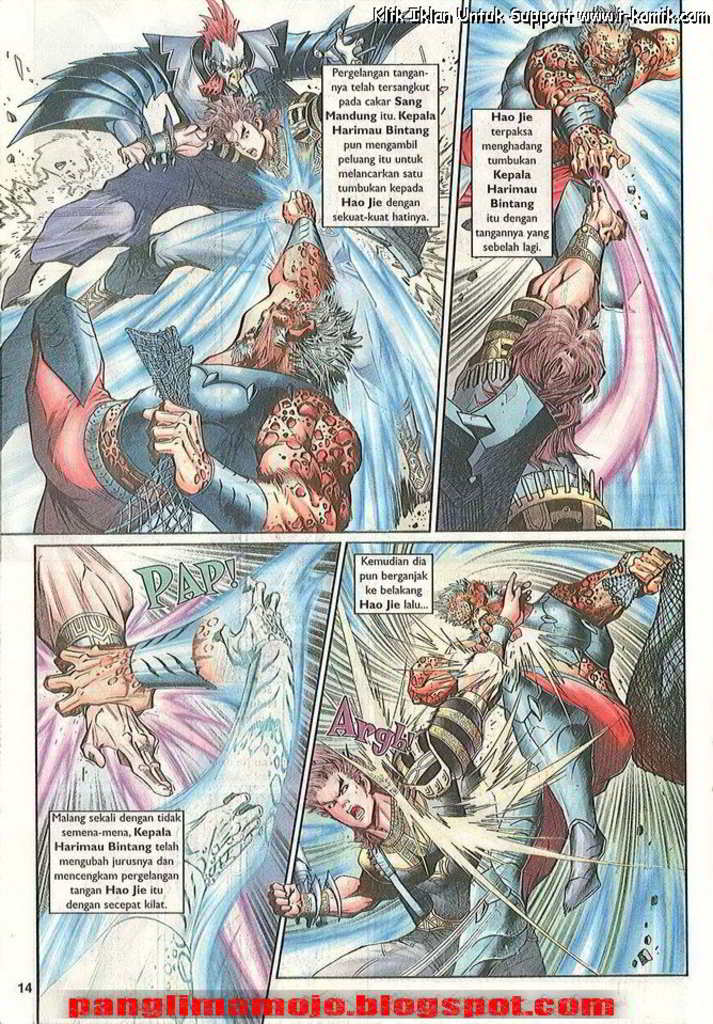 Klik Iklan Untuk Support www.i-komik.com
Pergelangan tangan-
nya telah tersangkut
pada cakar Sang
Mandung itu. Kepala
Harimau Bintang
pun mengambil
peluang itu untuk
melancarkan satu
tumbukan kepada
Hao Jie dengan
sekuat-kuat hatinya.
Hao Jie
terpaksa
menghadang
tumbukan
Kepala
Harimau
Bintang
itu dengan
tangannya yang
sebelah lagi.
PAP!
Malang sekali dengan tidak
semena-mena, Kepala
Harimau Bintang telah
mengubah jurusnya dan
mencengkam pergelangan
tangan Hao Jie itu
dengan secepat kilat.
Kemudian dia
pun berganjak
ke belakang
Hao Jie lalu...
Argh!
14
panglimamojo.blogspot.com